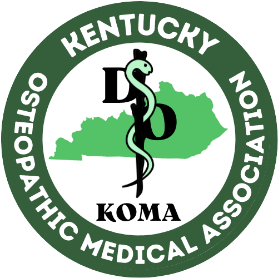 KENTUCKY
OSTEOPATHIC MEDICAL ASSOCIATION
DO
KOMA